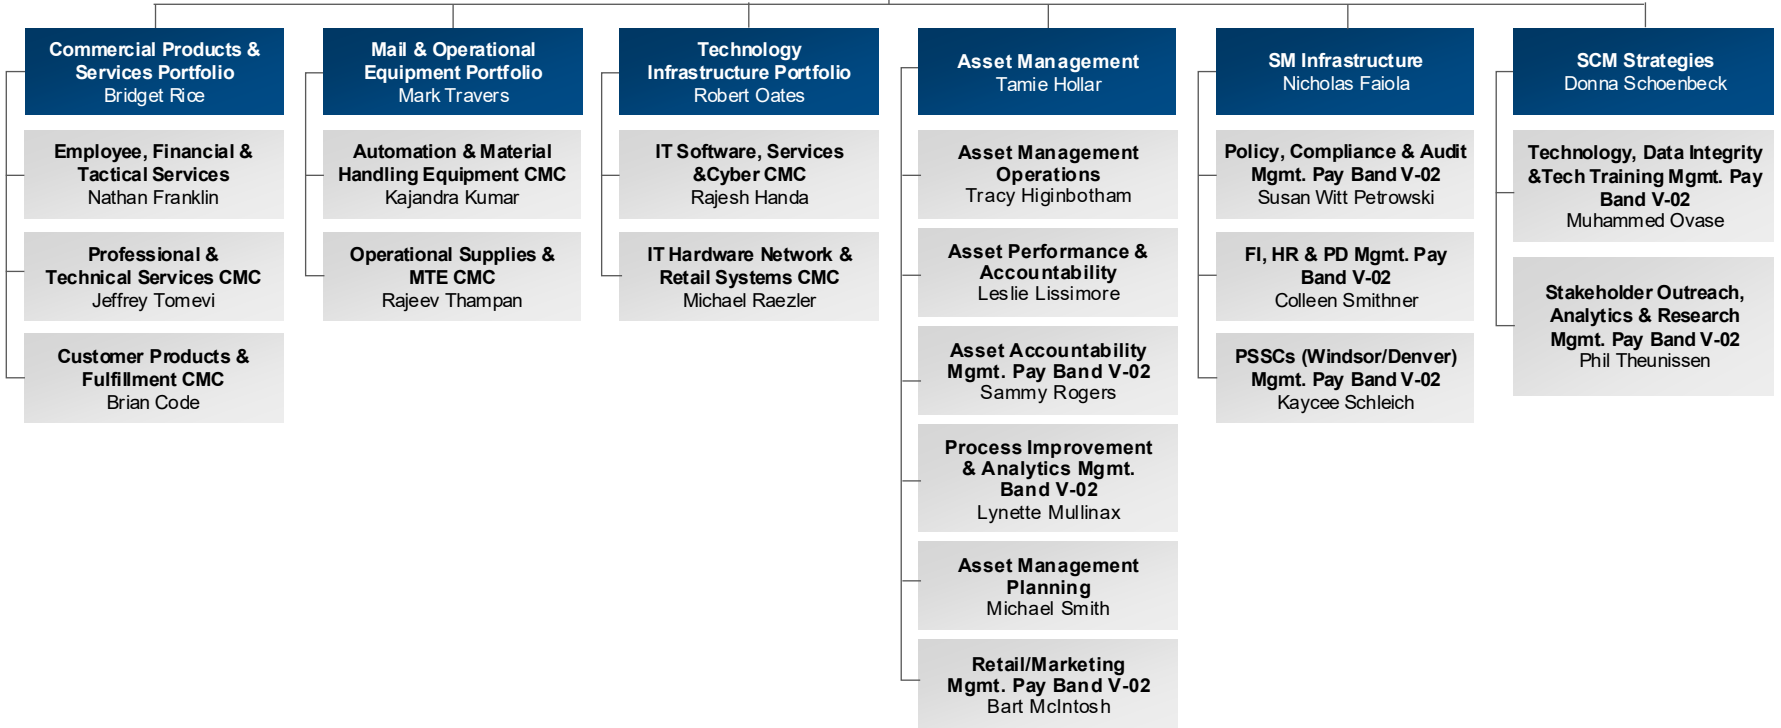 Commercial Products &
Services Portfolio
Bridget Rice
Employee, Financial &
Tactical Services
Nathan Franklin
Professional &
Technical Services CMC
Jeffrey Tomevi
Customer Products &
Fulfillment CMC
Brian Code
Mail & Operational
Equipment Portfolio
Mark Travers
Automation & Material
Handling Equipment CMC
Kajandra Kumar
Operational Supplies &
MTE CMC
Rajeev Thampan
Technology
Infrastructure Portfolio
Robert Oates
IT Software, Services
&Cyber CMC
Rajesh Handa
IT Hardware Network &
Retail Systems CMC
Michael Raezler
Asset Management
Tamie Hollar
Asset Management
Operations
Tracy Higinbotham
Asset Performance &
Accountability
Leslie Lissimore
Asset Accountability
Mgmt. Pay Band V-02
Sammy Rogers
Process Improvement
& Analytics Mgmt.
Band V-02
Lynette Mullinax
Asset Management
Planning
Michael Smith
Retail/Marketing
Mgmt. Pay Band V-02
Bart McIntosh
SM Infrastructure
Nicholas Faiola
Policy, Compliance & Audit
Mgmt. Pay Band V-02
Susan Witt Petrowski
FI, HR & PD Mgmt. Pay
Band V-02
Colleen Smithner
PSSCs (Windsor/Denver)
Mgmt. Pay Band V-02
Kaycee Schleich
SCM Strategies
Donna Schoenbeck
Technology, Data Integrity
&Tech Training Mgmt. Pay
Band V-02
Muhammed Ovase
Stakeholder Outreach,
Analytics & Research
Mgmt. Pay Band V-02
Phil Theunissen